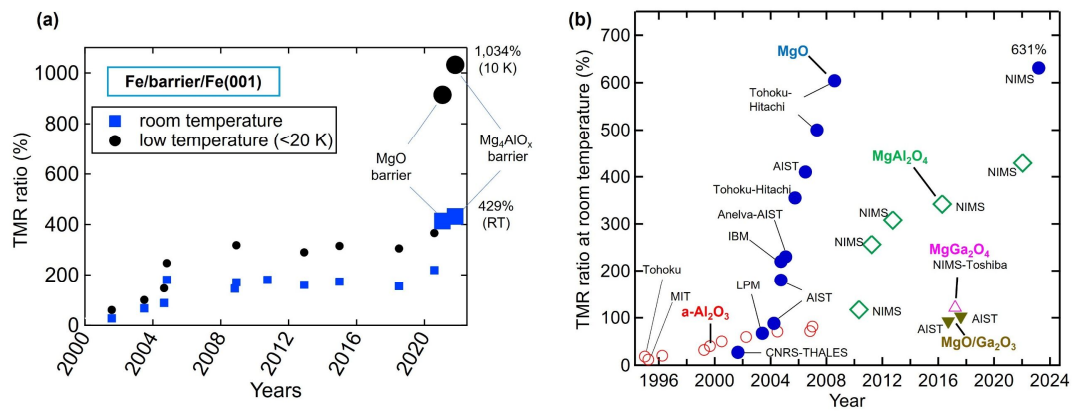 (a)
TMR ratio (%)
1000
800
600
400
200
0
Fe/barrier/Fe(001)
room temperature
low temperature (<20 K)
1,034%
(10 K)
MgO
barrier
Mg₄AlOₓ
barrier
429%
(RT)
2000
2004
2008
2012
2016
2020
Years
(b)
TMR ratio at room temperature (%)
700
600
500
400
300
200
100
0
MgO
Tohoku-
Hitachi
631%
NIMS
AIST
MgAl₂O₄
NIMS
Tohoku-Hitachi
NIMS
Anelva-AIST
NIMS
IBM
NIMS
MgGa₂O₄
NIMS-Toshiba
Tohoku
MIT
LPM
a-Al₂O₃
AIST
NIMS
AIST
AIST
MgO/Ga₂O₃
CNRS-THALES
1996
2000
2004
2008
2012
2016
2020
2024
Year